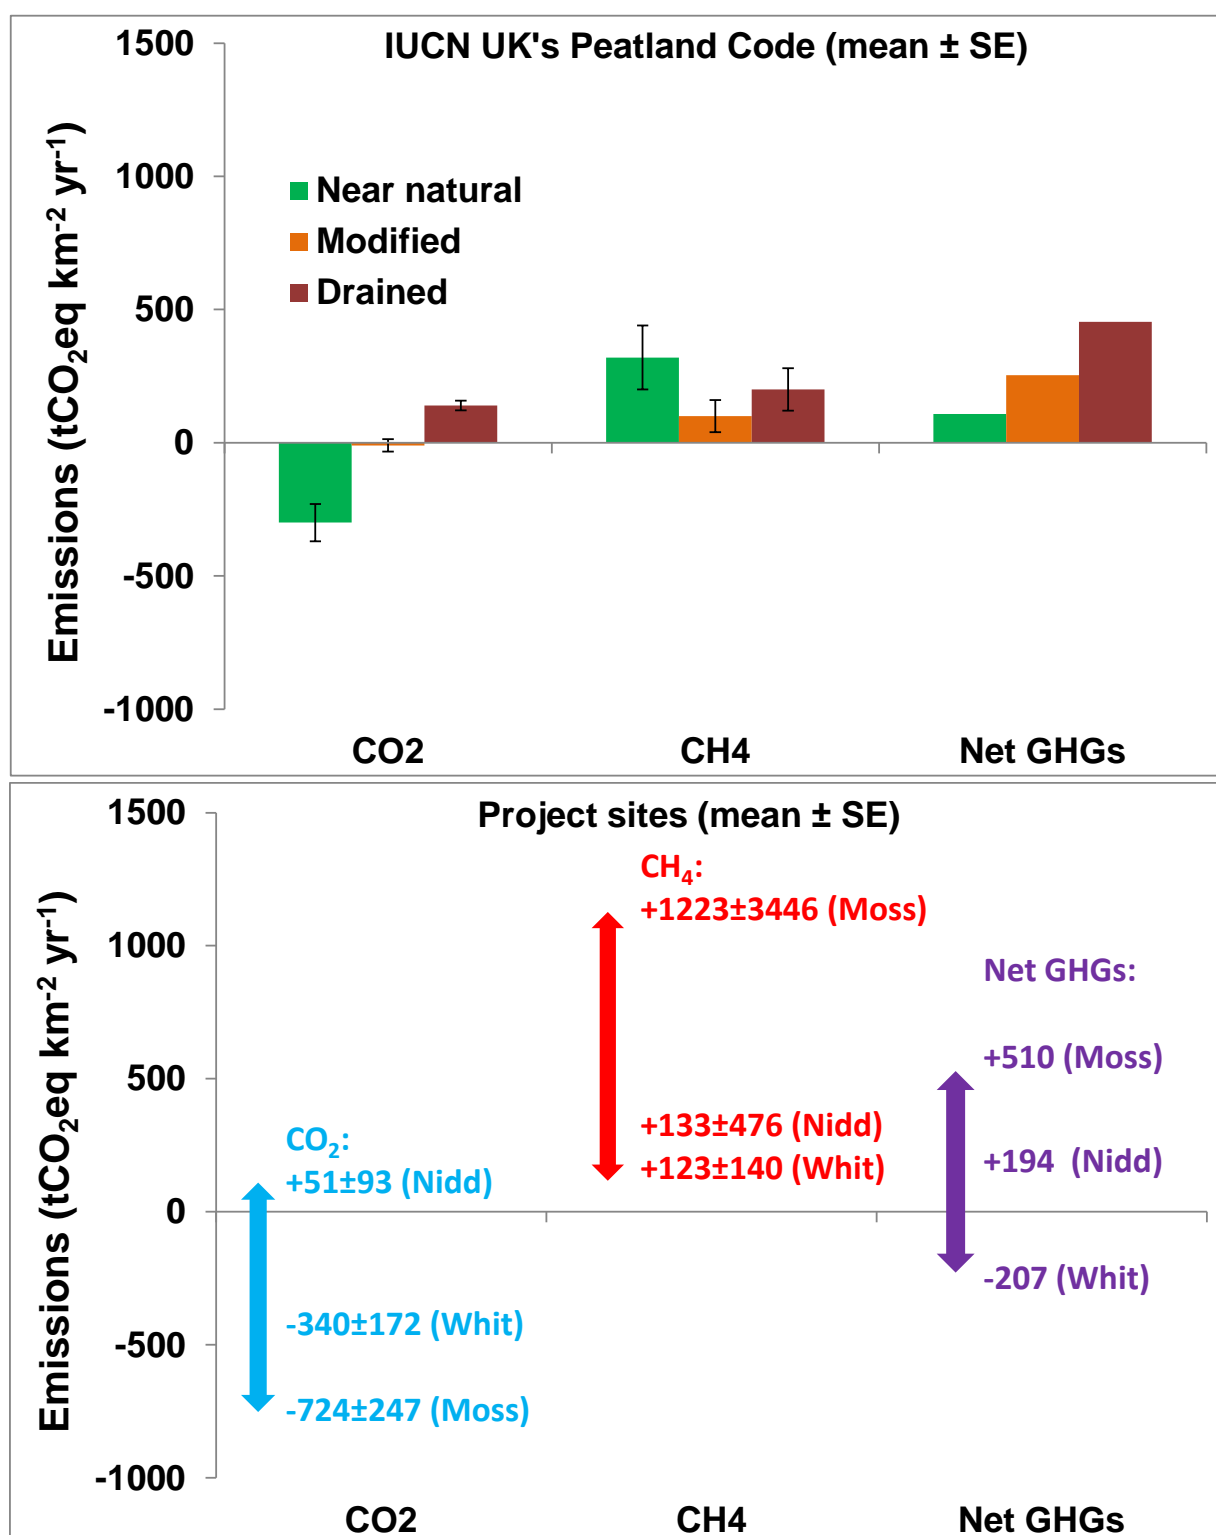 IUCN UK's Peatland Code (mean ± SE)
Emissions (tCO₂eq km⁻² yr⁻¹)
1500
1000
500
0
-500
-1000
Near natural
Modified
Drained
CO2
CH4
Net GHGs
Project sites (mean ± SE)
Emissions (tCO₂eq km⁻² yr⁻¹)
1500
1000
500
0
-500
-1000
CO₂:
+51±93 (Nidd)
-340±172 (Whit)
-724±247 (Moss)
CH₄:
+1223±3446 (Moss)
+133±476 (Nidd)
+123±140 (Whit)
Net GHGs:
+510 (Moss)
+194 (Nidd)
-207 (Whit)
CO2
CH4
Net GHGs